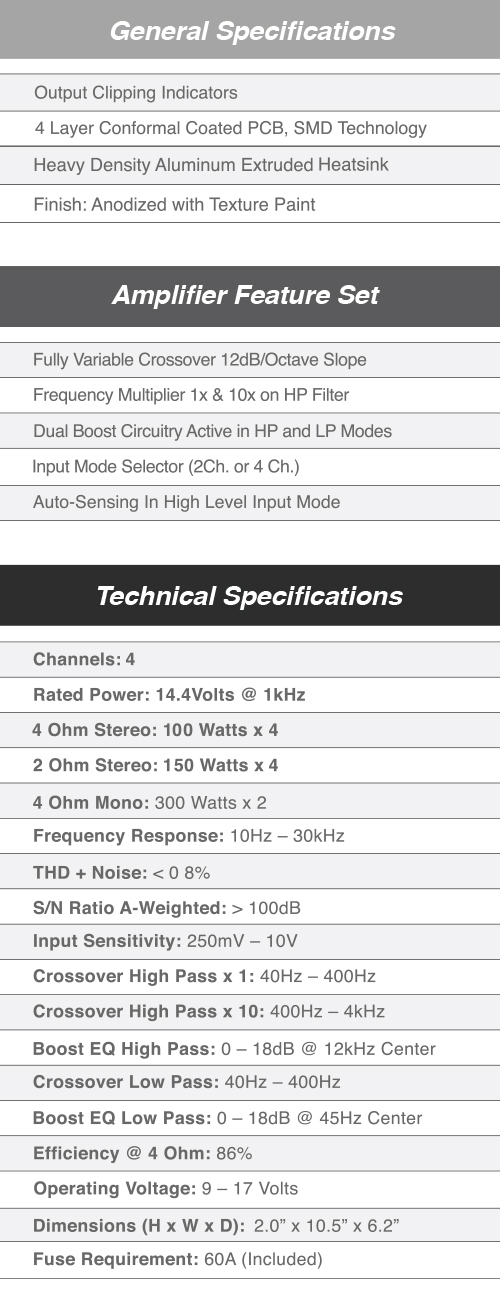 General Specifications
Output Clipping Indicators
4 Layer Conformal Coated PCB, SMD Technology
Heavy Density Aluminum Extruded Heatsink
Finish: Anodized with Texture Paint
Amplifier Feature Set
Fully Variable Crossover 12dB/Octave Slope
Frequency Multiplier 1x & 10x on HP Filter
Dual Boost Circuitry Active in HP and LP Modes
Input Mode Selector (2Ch. or 4 Ch.)
Auto-Sensing In High Level Input Mode
Technical Specifications
Channels: 4
Rated Power: 14.4Volts @ 1kHz
4 Ohm Stereo: 100 Watts x 4
2 Ohm Stereo: 150 Watts x 4
4 Ohm Mono: 300 Watts x 2
Frequency Response: 10Hz – 30kHz
THD + Noise: < 0 8%
S/N Ratio A-Weighted: > 100dB
Input Sensitivity: 250mV – 10V
Crossover High Pass x 1: 40Hz – 400Hz
Crossover High Pass x 10: 400Hz – 4kHz
Boost EQ High Pass: 0 – 18dB @ 12kHz Center
Crossover Low Pass: 40Hz – 400Hz
Boost EQ Low Pass: 0 – 18dB @ 45Hz Center
Efficiency @ 4 Ohm: 86%
Operating Voltage: 9 – 17 Volts
Dimensions (H x W x D): 2.0” x 10.5” x 6.2”
Fuse Requirement: 60A (Included)